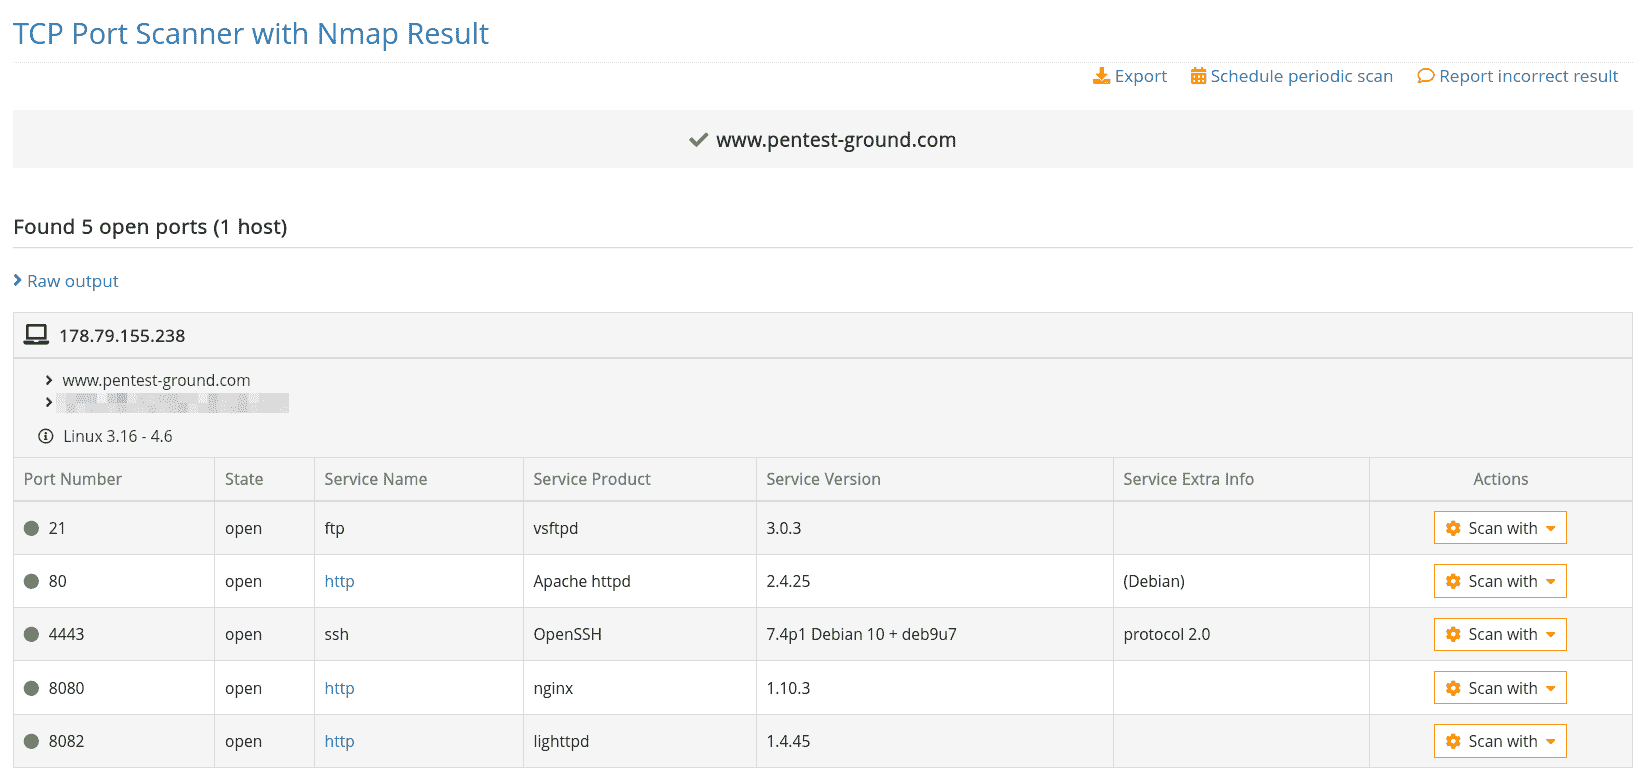 TCP Port Scanner with Nmap Result
Export Schedule periodic scan Report incorrect result
www.pentest-ground.com
Found 5 open ports (1 host)
Raw output
178.79.155.238
www.pentest-ground.com
Linux 3.16 - 4.6
Port Number State Service Name Service Product Service Version Service Extra Info Actions
21 open ftp vsftpd 3.0.3 Scan with
80 open http Apache httpd 2.4.25 (Debian) Scan with
4443 open ssh OpenSSH 7.4p1 Debian 10 + deb9u7 protocol 2.0 Scan with
8080 open http nginx 1.10.3 Scan with
8082 open http lighttpd 1.4.45 Scan with